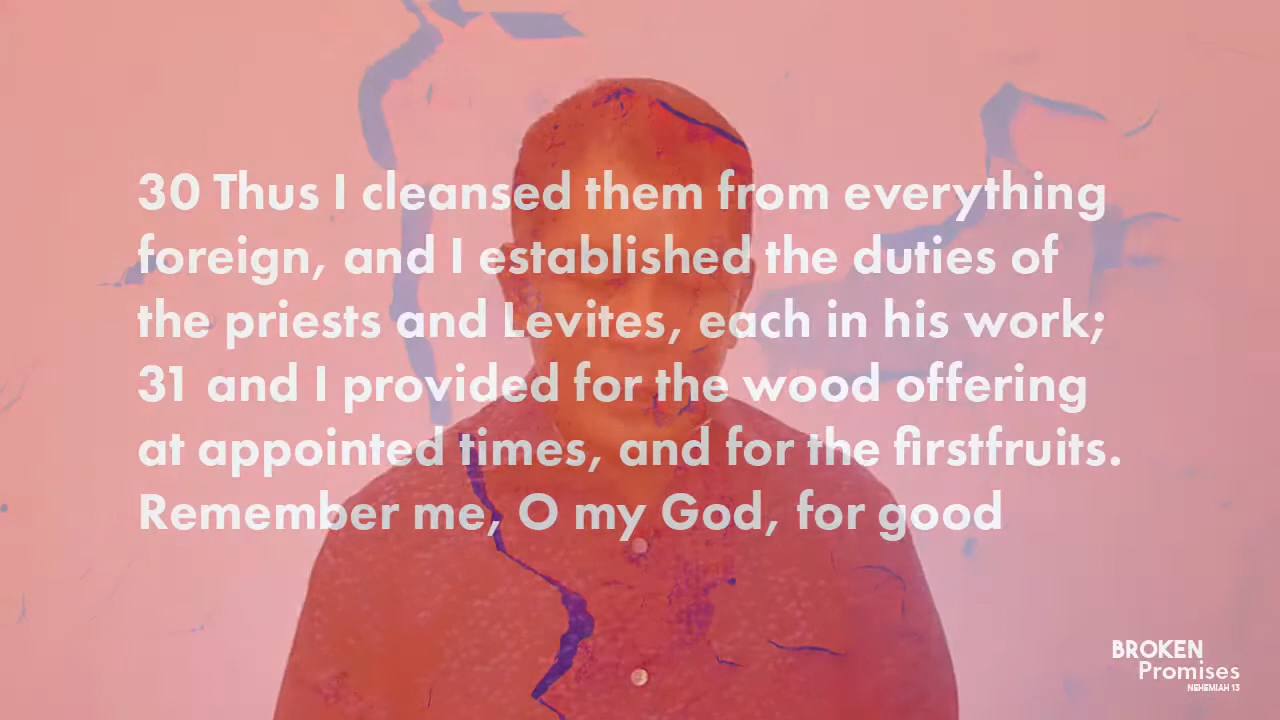 30 Thus I cleansed them from everything
foreign, and I established the duties of
the priests and Levites, each in his work;
31 and I provided for the wood offering
at appointed times, and for the firstfruits.
Remember me, O my God, for good
BROKEN
Promises
NEHEMIAH 13